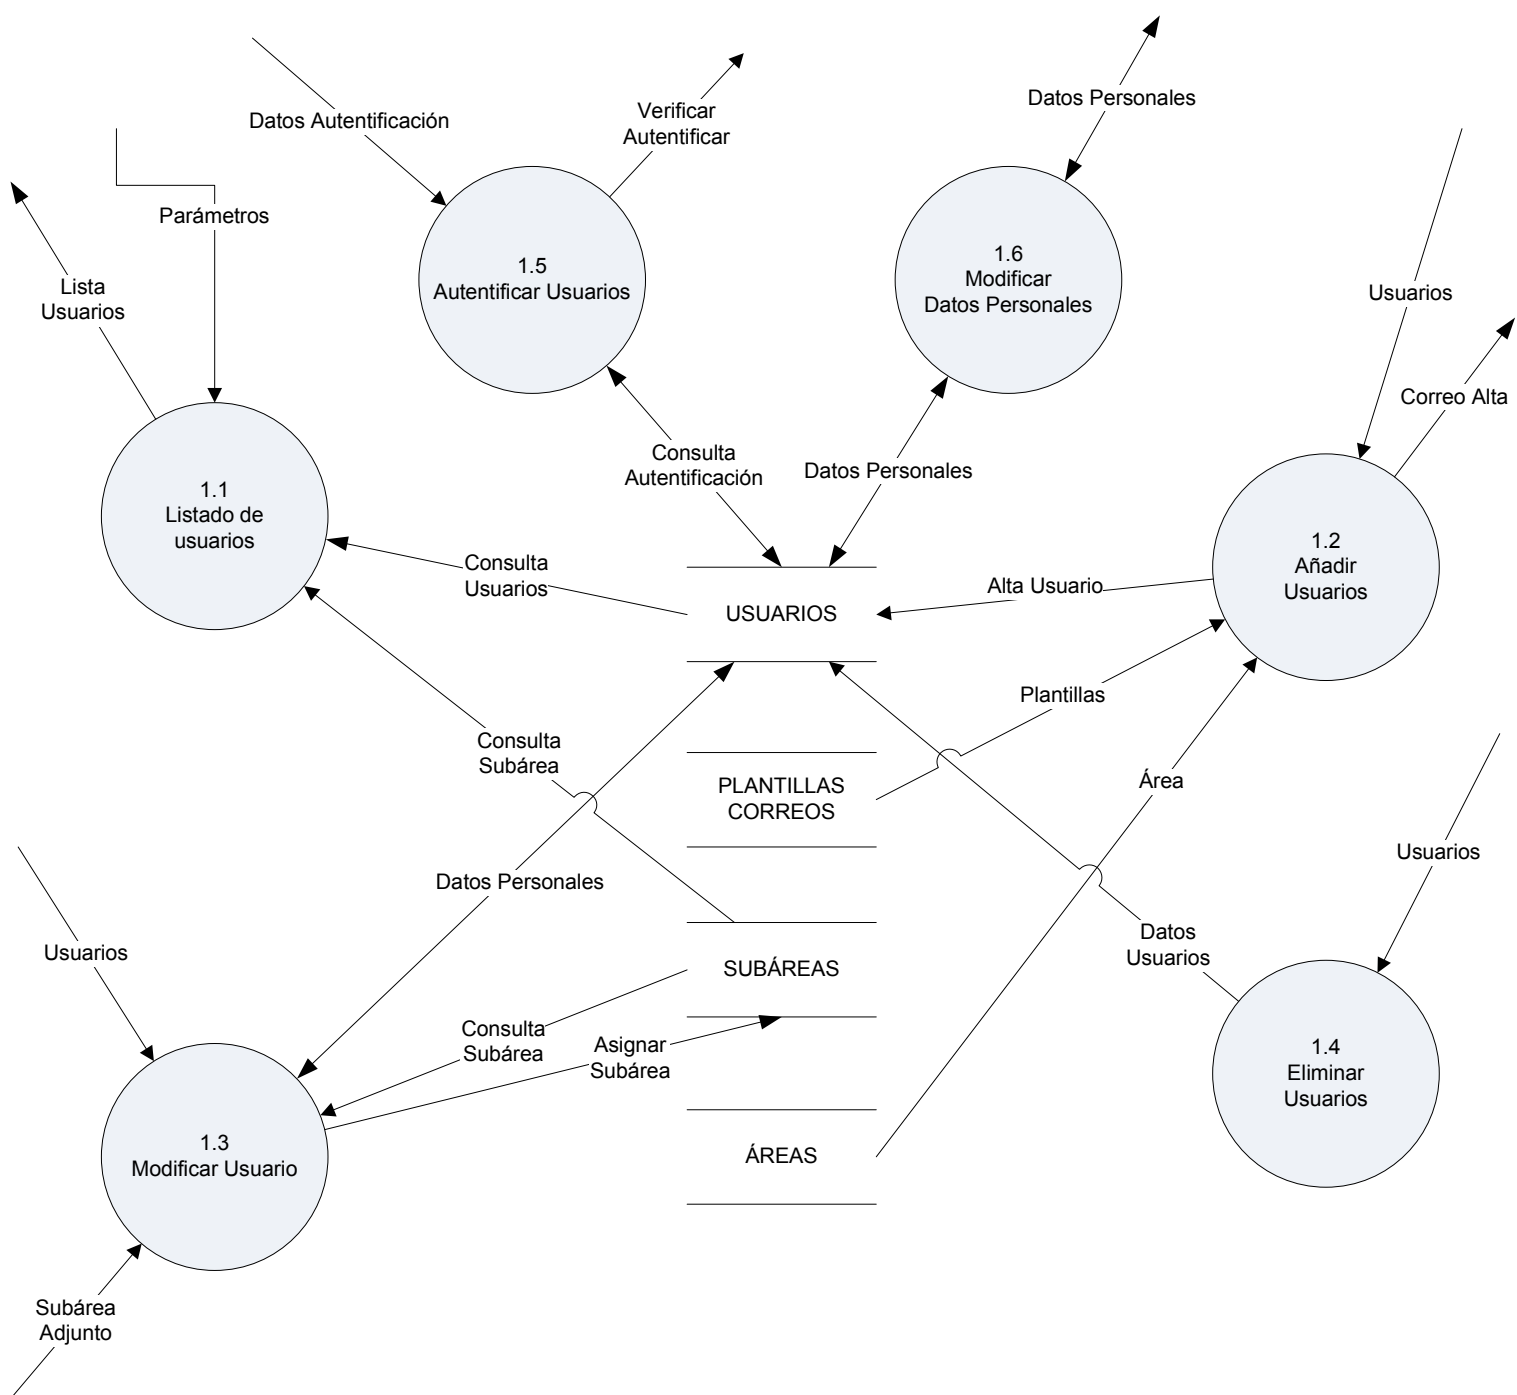 Datos Personales
Verificar
Autentificar
Datos Autentificación
Parámetros
1.5
Autentificar Usuarios
1.6
Modificar
Datos Personales
Lista
Usuarios
Usuarios
Correo Alta
Consulta
Autentificación
Datos Personales
1.1
Listado de
usuarios
1.2
Añadir
Usuarios
Consulta
Usuarios
Alta Usuario
USUARIOS
Plantillas
Consulta
Subárea
PLANTILLAS
CORREOS
Área
Usuarios
Datos Personales
Usuarios
Datos
Usuarios
SUBÁREAS
Consulta
Subárea
Asignar
Subárea
1.4
Eliminar
Usuarios
1.3
Modificar Usuario
ÁREAS
Subárea
Adjunto